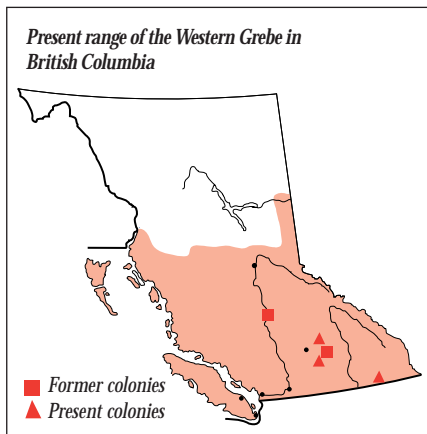 Present range of the Western Grebe in
British Columbia
Former colonies
Present colonies